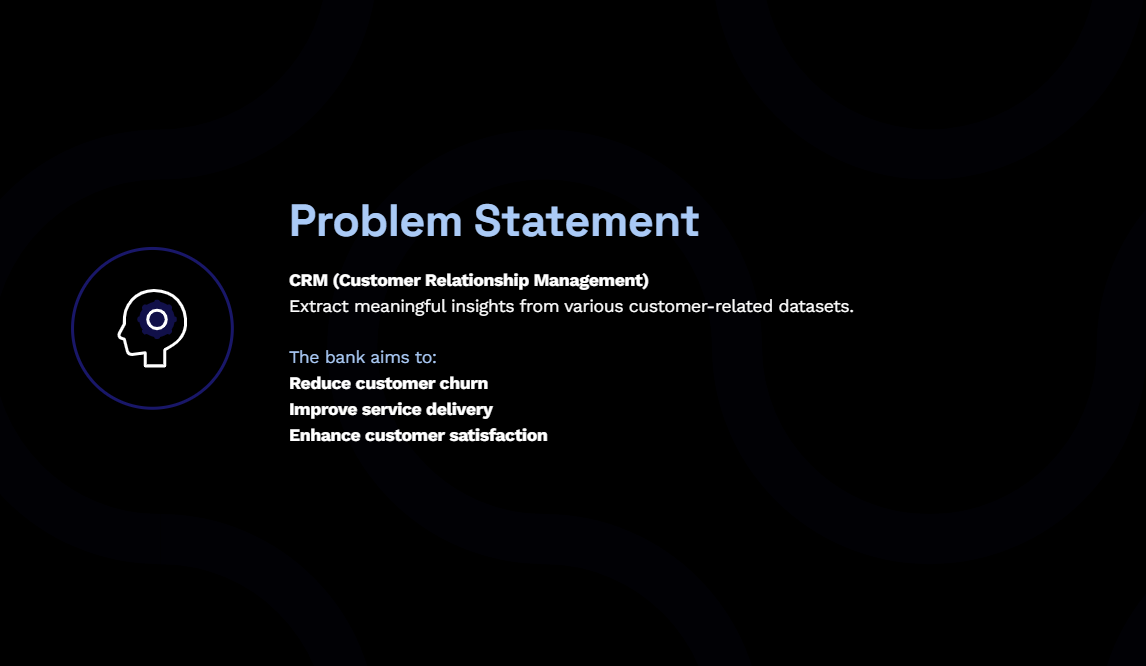 Problem Statement
CRM (Customer Relationship Management)
Extract meaningful insights from various customer-related datasets.
The bank aims to:
Reduce customer churn
Improve service delivery
Enhance customer satisfaction